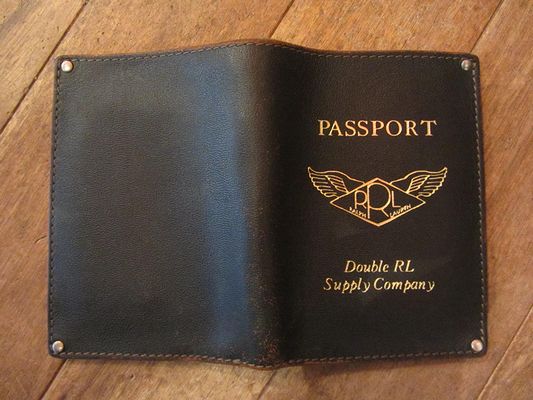 PASSPORT
RRL
RALPH LAUREN
Double RL
Supply Company